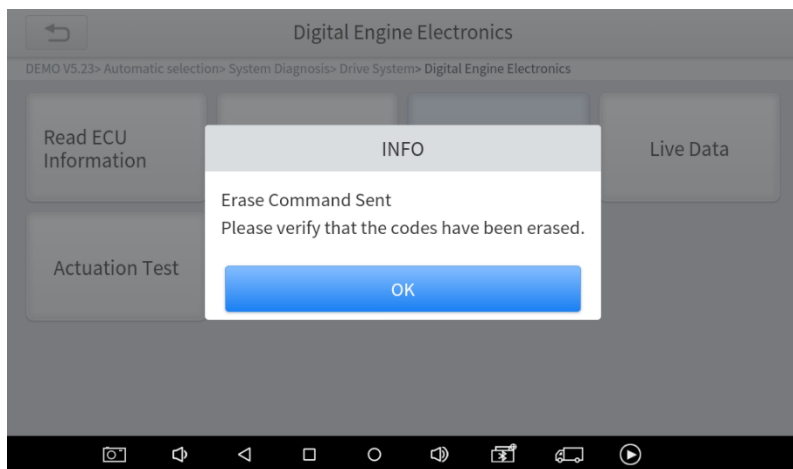 Digital Engine Electronics
DEMO V5.23> Automatic selection> System Diagnosis> Drive System> Digital Engine Electronics
Read ECU
Information
Live Data
INFO
Erase Command Sent
Please verify that the codes have been erased.
OK
Actuation Test